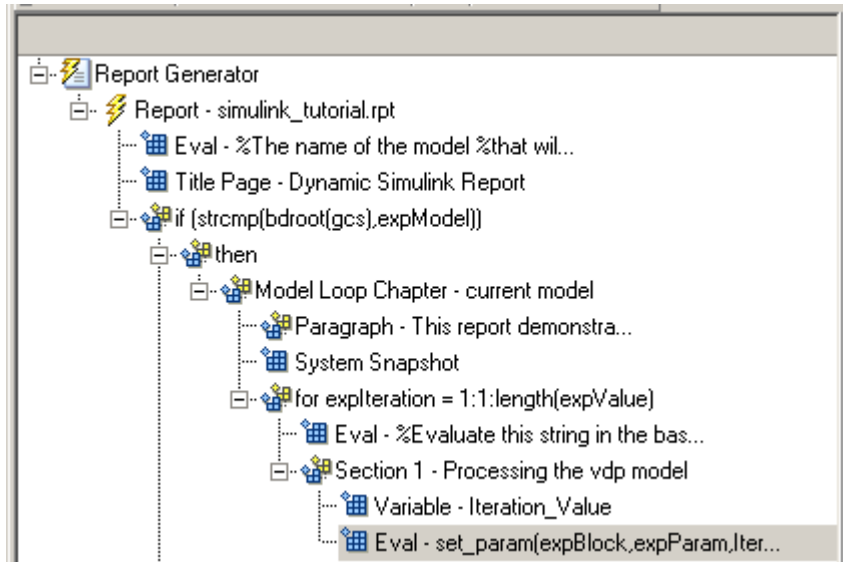 Report Generator
Report - simulink_tutorial.rpt
Eval - %The name of the model %that wil...
Title Page - Dynamic Simulink Report
if (strcmp(bdroot(gcs),expModel))
then
Model Loop Chapter - current model
Paragraph - This report demonstra...
System Snapshot
for expIteration = 1:1:length(expValue)
Eval - %Evaluate this string in the bas...
Section 1 - Processing the vdp model
Variable - Iteration_Value
Eval - set_param(expBlock,expParam,Iter...